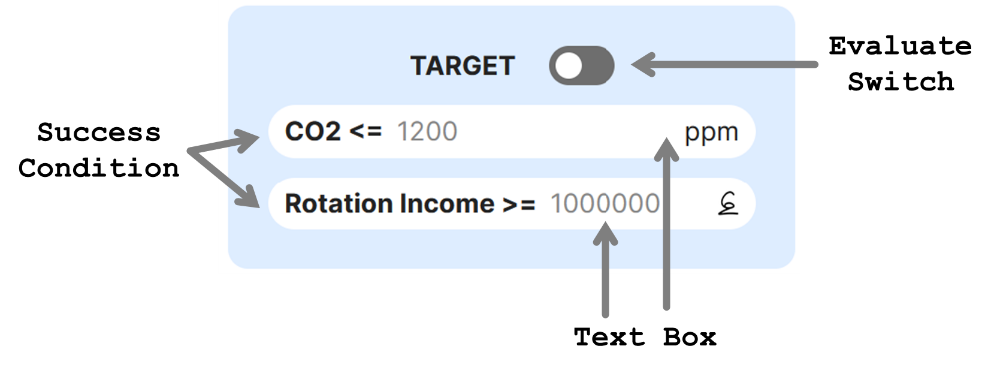 TARGET
Evaluate
Switch
Success
Condition
CO2 <= 1200 ppm
Rotation Income >= 1000000
Text Box